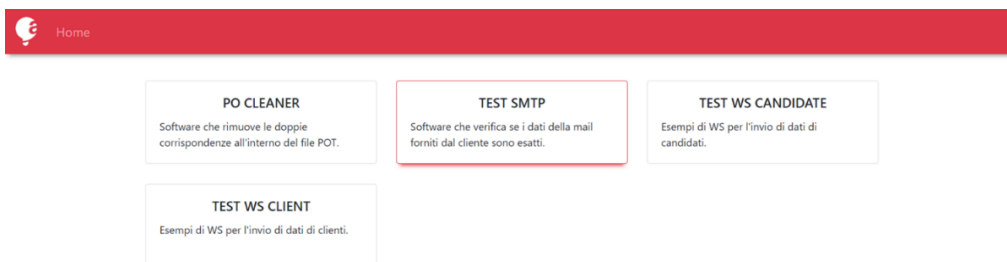 Home
PO CLEANER
Software che rimuove le doppie
corrispondenze all'interno del file POT.
TEST SMTP
Software che verifica se i dati della mail
forniti dal cliente sono esatti.
TEST WS CANDIDATE
Esempi di WS per l'invio di dati di
candidati.
TEST WS CLIENT
Esempi di WS per l'invio di dati di clienti.